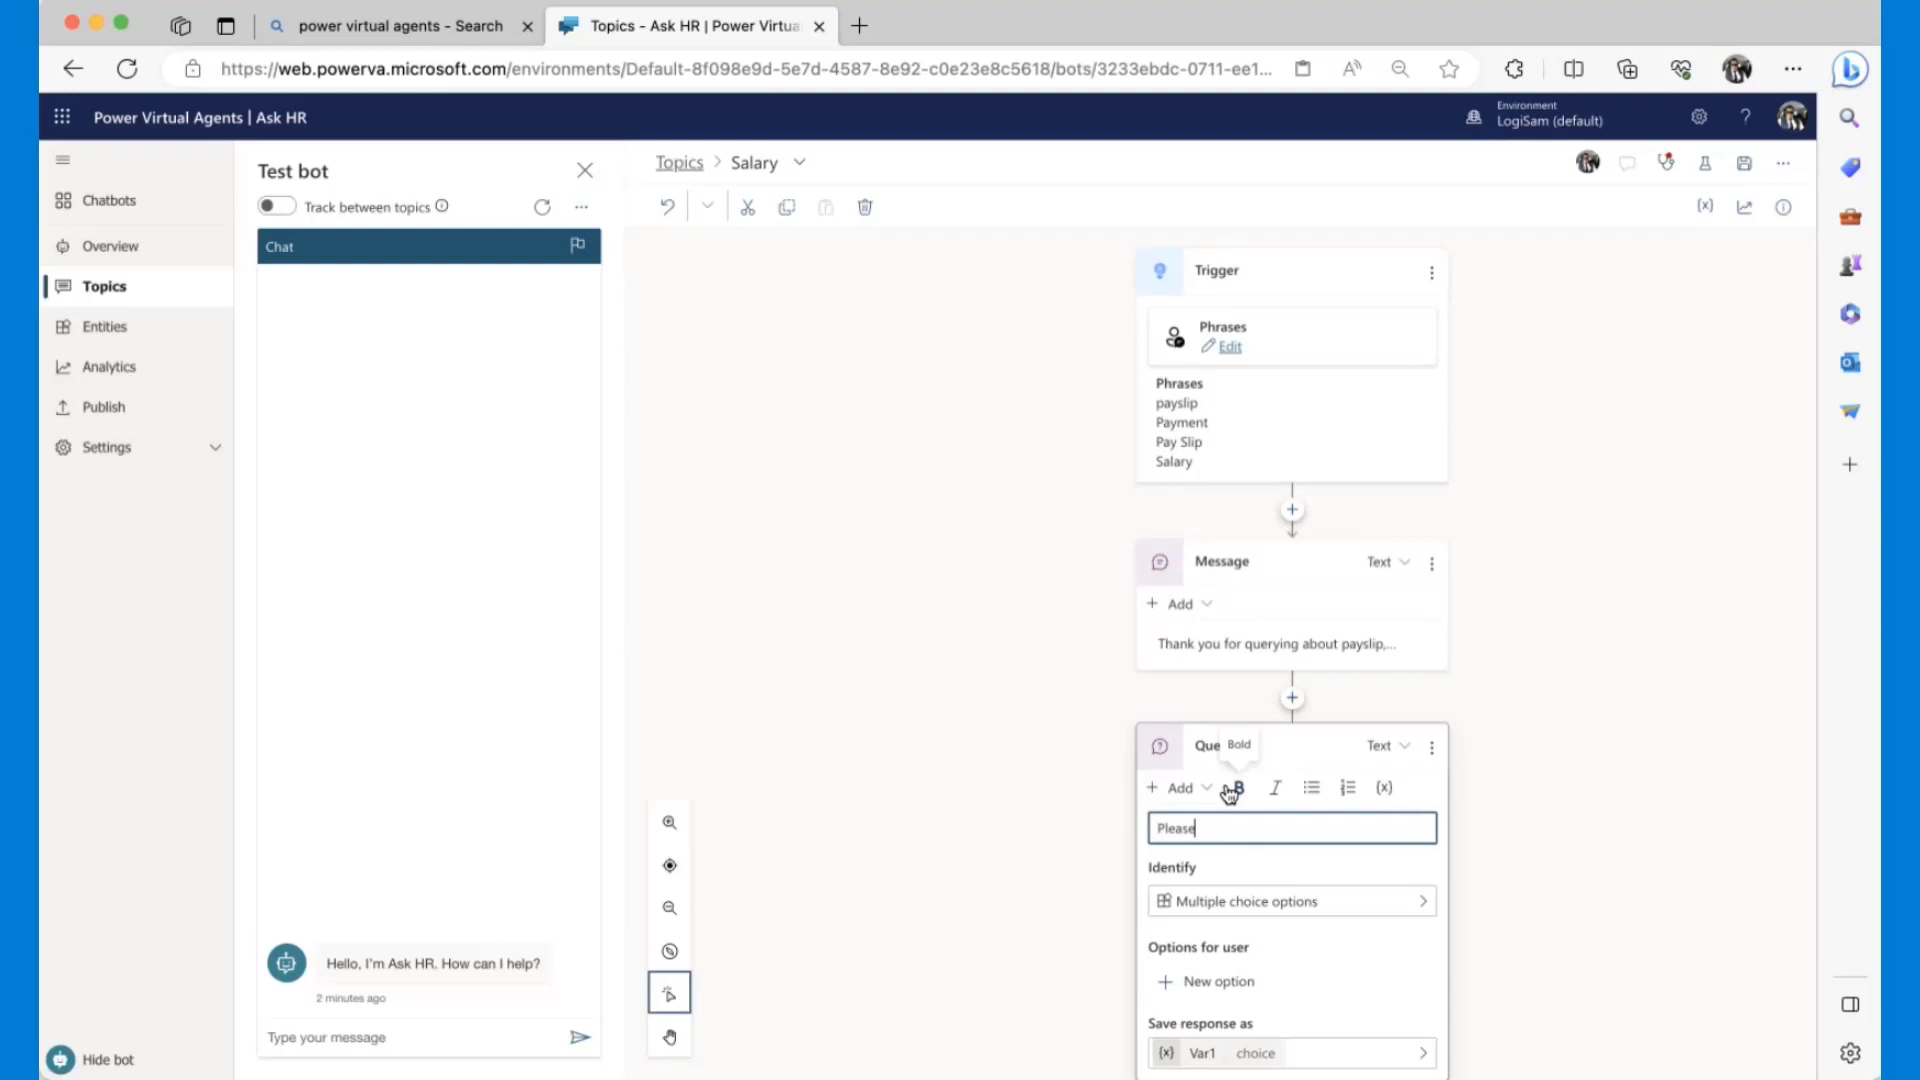 power virtual agents - Search
Topics - Ask HR | Power Virtua
https://web.powerva.microsoft.com/environments/Default-8f098e9d-5e7d-4587-8e92-c0e23e8c5618/bots/3233ebdc-0711-ee1...
Power Virtual Agents | Ask HR
Environment
LogiSam (default)
Chatbots
Overview
Topics
Entities
Analytics
Publish
Settings
Hide bot
Test bot
Track between topics
Chat
Hello, I'm Ask HR. How can I help?
2 minutes ago
Type your message
Topics > Salary
Trigger
Phrases
Edit
Phrases
payslip
Payment
Pay Slip
Salary
Message
Text
+ Add
Thank you for querying about payslip,...
Que
Bold
Text
+ Add
B
I
(x)
Please
Identify
Multiple choice options
Options for user
+ New option
Save response as
{x} Var1 choice